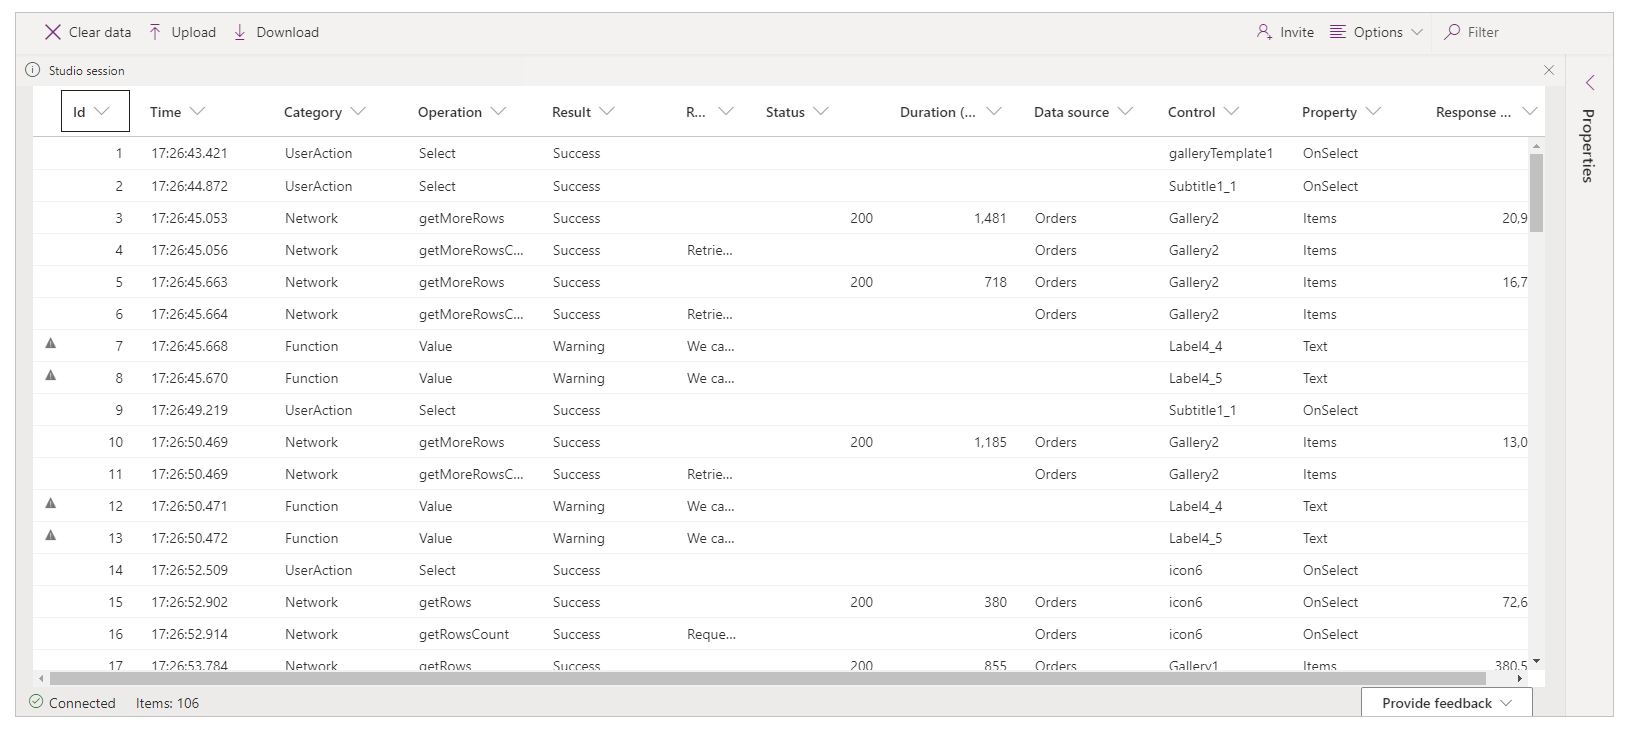 Clear data Upload Download Invite Options Filter
Studio session
Properties
Id Time Category Operation Result R... Status Duration (... Data source Control Property Response ...
1 17:26:43.421 UserAction Select Success galleryTemplate1 OnSelect
2 17:26:44.872 UserAction Select Success Subtitle1_1 OnSelect
3 17:26:45.053 Network getMoreRows Success 200 1,481 Orders Gallery2 Items 20,9
4 17:26:45.056 Network getMoreRowsC... Success Retrie... Orders Gallery2 Items
5 17:26:45.663 Network getMoreRows Success 200 718 Orders Gallery2 Items 16,7
6 17:26:45.664 Network getMoreRowsC... Success Retrie... Orders Gallery2 Items
7 17:26:45.668 Function Value Warning We ca... Label4_4 Text
8 17:26:45.670 Function Value Warning We ca... Label4_5 Text
9 17:26:49.219 UserAction Select Success Subtitle1_1 OnSelect
10 17:26:50.469 Network getMoreRows Success 200 1,185 Orders Gallery2 Items 13,0
11 17:26:50.469 Network getMoreRowsC... Success Retrie... Orders Gallery2 Items
12 17:26:50.471 Function Value Warning We ca... Label4_4 Text
13 17:26:50.472 Function Value Warning We ca... Label4_5 Text
14 17:26:52.509 UserAction Select Success icon6 OnSelect
15 17:26:52.902 Network getRows Success 200 380 Orders icon6 OnSelect 72,6
16 17:26:52.914 Network getRowsCount Success Reque... Orders icon6 OnSelect
17 17:26:53.784 Network getRows Success 200 855 Orders Gallery1 Items 380,5
Connected Items: 106 Provide feedback